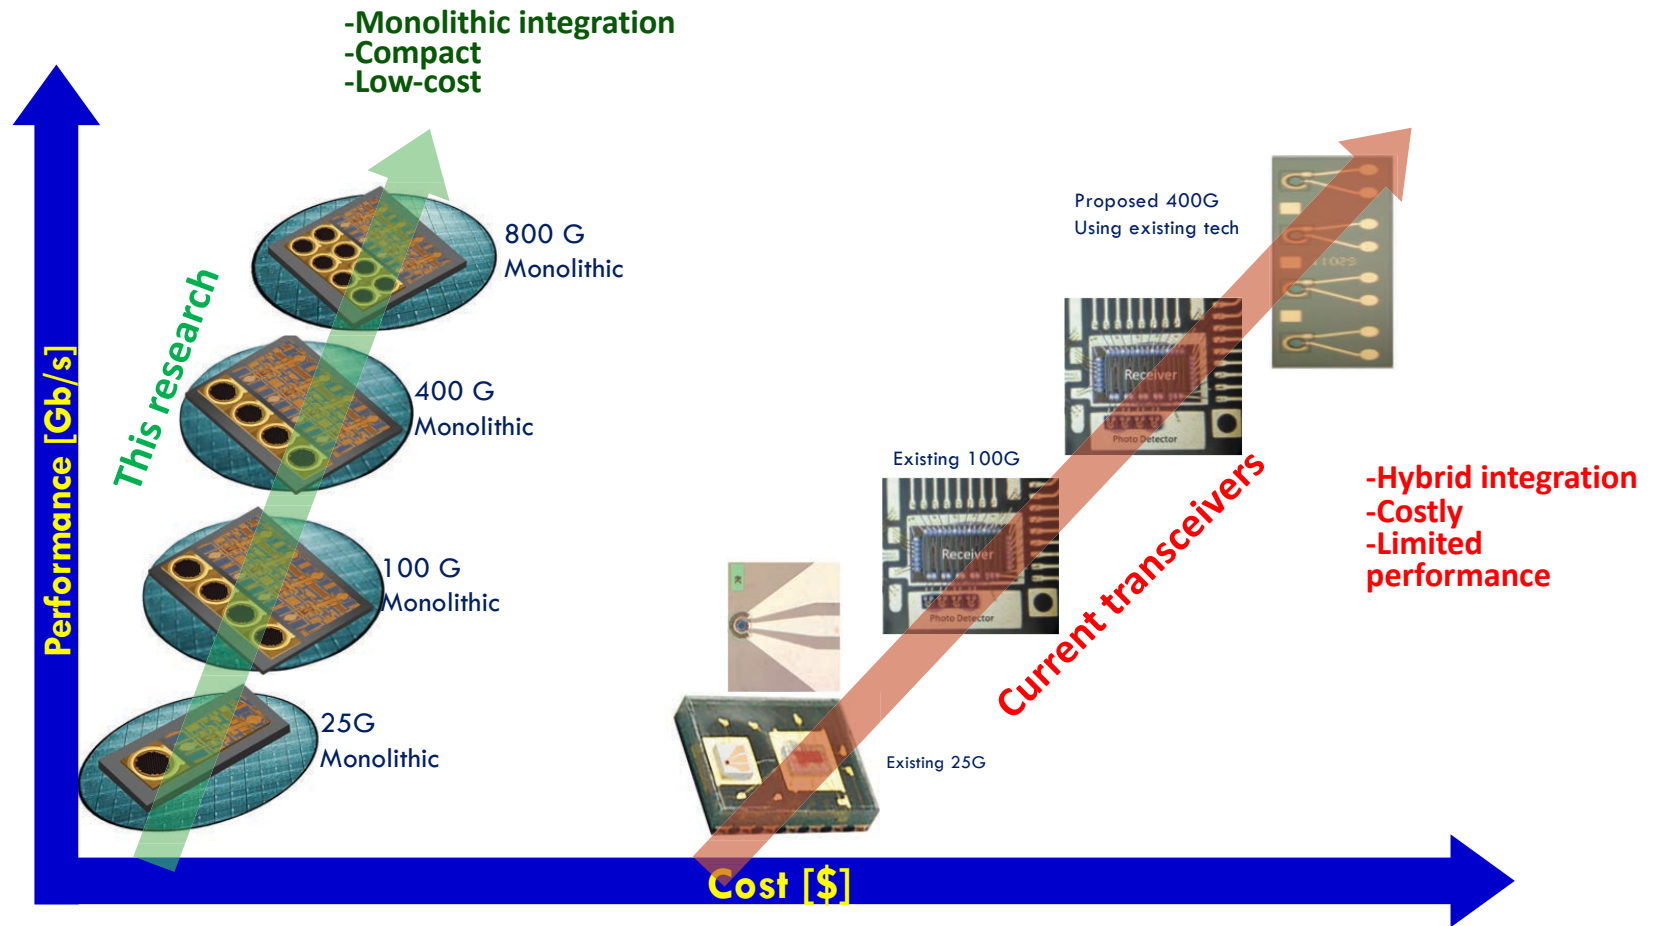 -Monolithic integration
-Compact
-Low-cost
800 G
Monolithic
This research
400 G
Monolithic
100 G
Monolithic
25G
Monolithic
Performance [Gb/s]
Cost [$]
Proposed 400G
Using existing tech
Receiver
Photo Detector
Existing 100G
Receiver
Photo Detector
Existing 25G
Current transceivers
-Hybrid integration
-Costly
-Limited
performance